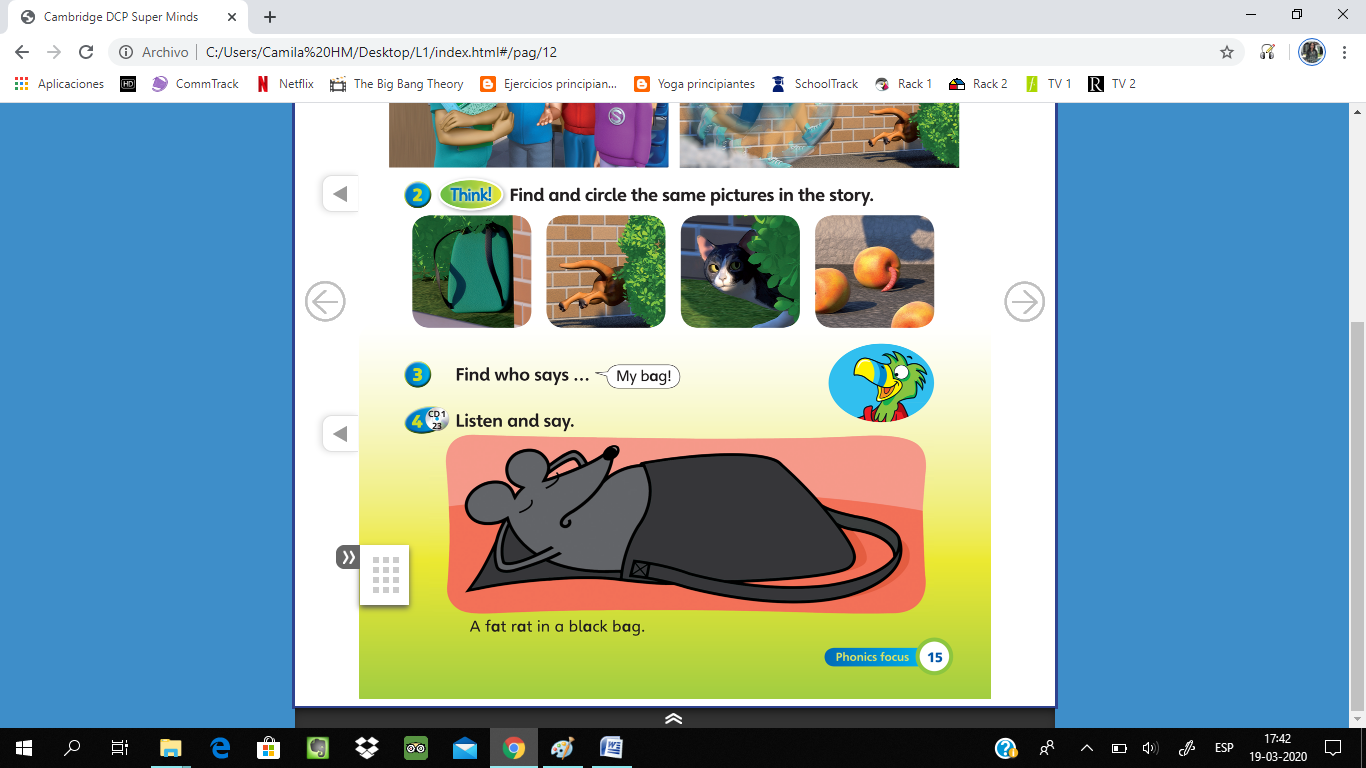 Cambridge DCP Super Minds
Archivo C:/Users/Camila%20HM/Desktop/L1/index.html#/pag/12
Aplicaciones HD CommTrack Netflix The Big Bang Theory Ejercicios principian... Yoga principiantes SchoolTrack Rack 1 Rack 2 TV 1 TV 2
S
2 Think! Find and circle the same pictures in the story.
3 Find who says ... My bag!
4 CD1 23 Listen and say.
A fat rat in a black bag.
Phonics focus 15
ESP
17:42
19-03-2020